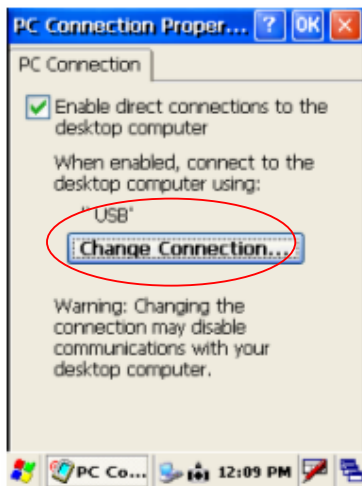 PC Connection Proper... ? OK ×
PC Connection
Enable direct connections to the
desktop computer
When enabled, connect to the
desktop computer using:
'`USB'
Change Connection...
Warning: Changing the
connection may disable
communications with your
desktop computer.
PC Co... 12:09 PM